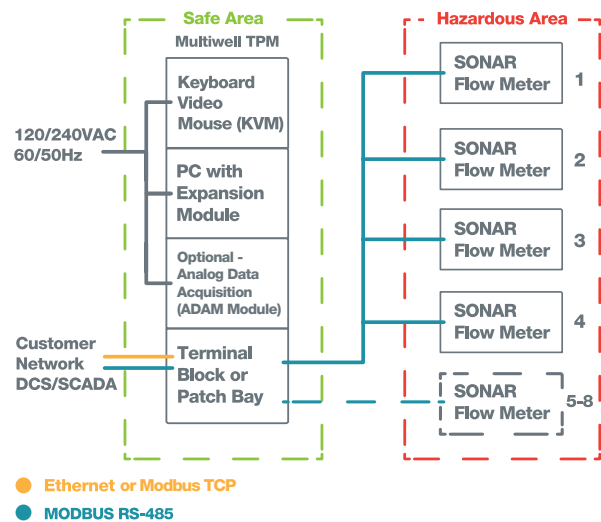 Safe Area
Hazardous Area
Multiwell TPM
Keyboard
Video
Mouse (KVM)
120/240VAC
60/50Hz
PC with
Expansion
Module
Optional -
Analog Data
Acquisition
(ADAM Module)
Customer
Network
DCS/SCADA
Terminal
Block or
Patch Bay
SONAR
Flow Meter
1
SONAR
Flow Meter
2
SONAR
Flow Meter
3
SONAR
Flow Meter
4
SONAR
Flow Meter
5-8
Ethernet or Modbus TCP
MODBUS RS-485